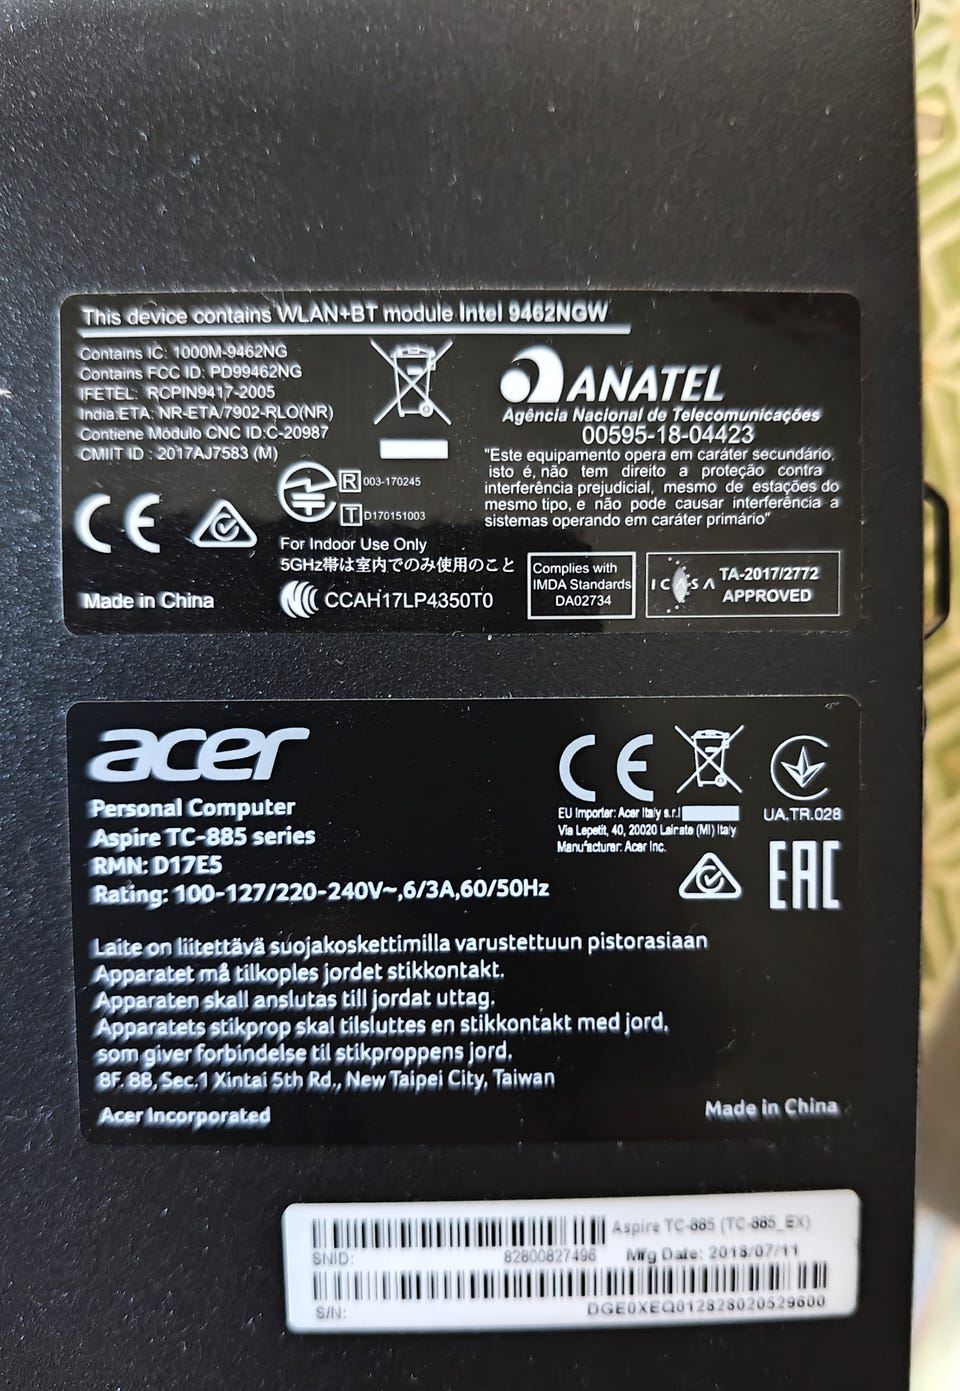 This device contains WLAN+BT module Intel 9462NGW
Contains IC: 1000M-9462NG
Contains FCC ID: PD99462NG
IFETEL: RCPIN9417-2005
India ETA: NR-ETA/7902-RLO(NR)
Contiene Módulo CNC ID:C-20987
CMIIT ID : 2017AJ7583 (M)
ANATEL
Agência Nacional de Telecomunicações
00595-18-04423
"Este equipamento opera em caráter secundário,
isto é, não tem direito a proteção contra
interferência prejudicial, mesmo de estações do
mesmo tipo, e não pode causar interferência a
sistemas operando em caráter primário"
R 003-170245
T D170151003
CE
For Indoor Use Only
5GHz帯は室内でのみ使用のこと
CCAH17LP4350T0
Made in China
Complies with
IMDA Standards
DA02734
ICASA TA-2017/2772
APPROVED
acer
Personal Computer
Aspire TC-885 series
RMN: D17E5
Rating: 100-127/220-240V~,6/3A,60/50Hz
CE
EU Importer: Acer Italy s.r.l
Via Lepetit, 40, 20020 Lainate (MI) Italy
Manufacturer: Acer Inc.
UA.TR.028
EAC
Laite on liitettävä suojakoskettimilla varustettuun pistorasiaan
Apparatet må tilkoples jordet stikkontakt.
Apparaten skall anslutas till jordat uttag.
Apparatets stikprop skal tilsluttes en stikkontakt med jord,
som giver forbindelse til stikproppens jord.
8F. 88, Sec.1 Xintai 5th Rd., New Taipei City, Taiwan
Acer Incorporated
Made in China
Aspire TC-885 (TC-885_EX)
SNID: 82800827496 Mfg Date: 2018/07/11
S/N: DGE0XEQ012828020529600